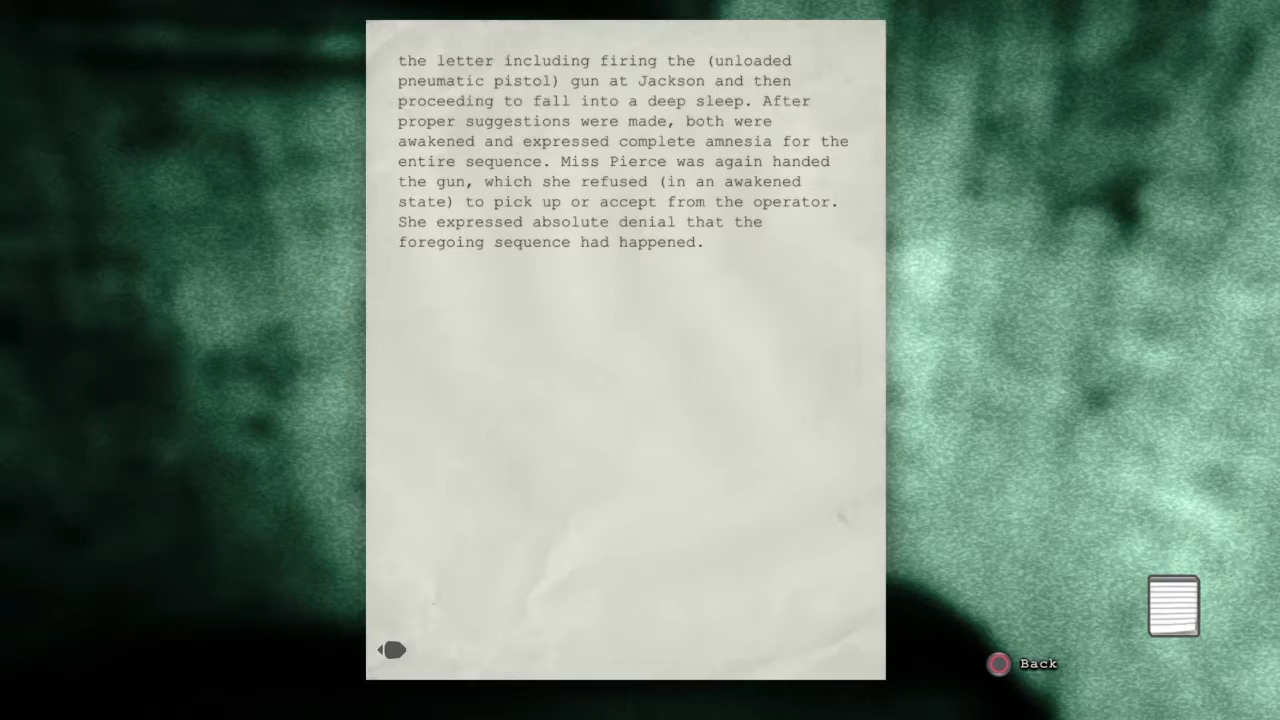 the letter including firing the (unloaded
pneumatic pistol) gun at Jackson and then
proceeding to fall into a deep sleep. After
proper suggestions were made, both were
awakened and expressed complete amnesia for the
entire sequence. Miss Pierce was again handed
the gun, which she refused (in an awakened
state) to pick up or accept from the operator.
She expressed absolute denial that the
foregoing sequence had happened.
Back